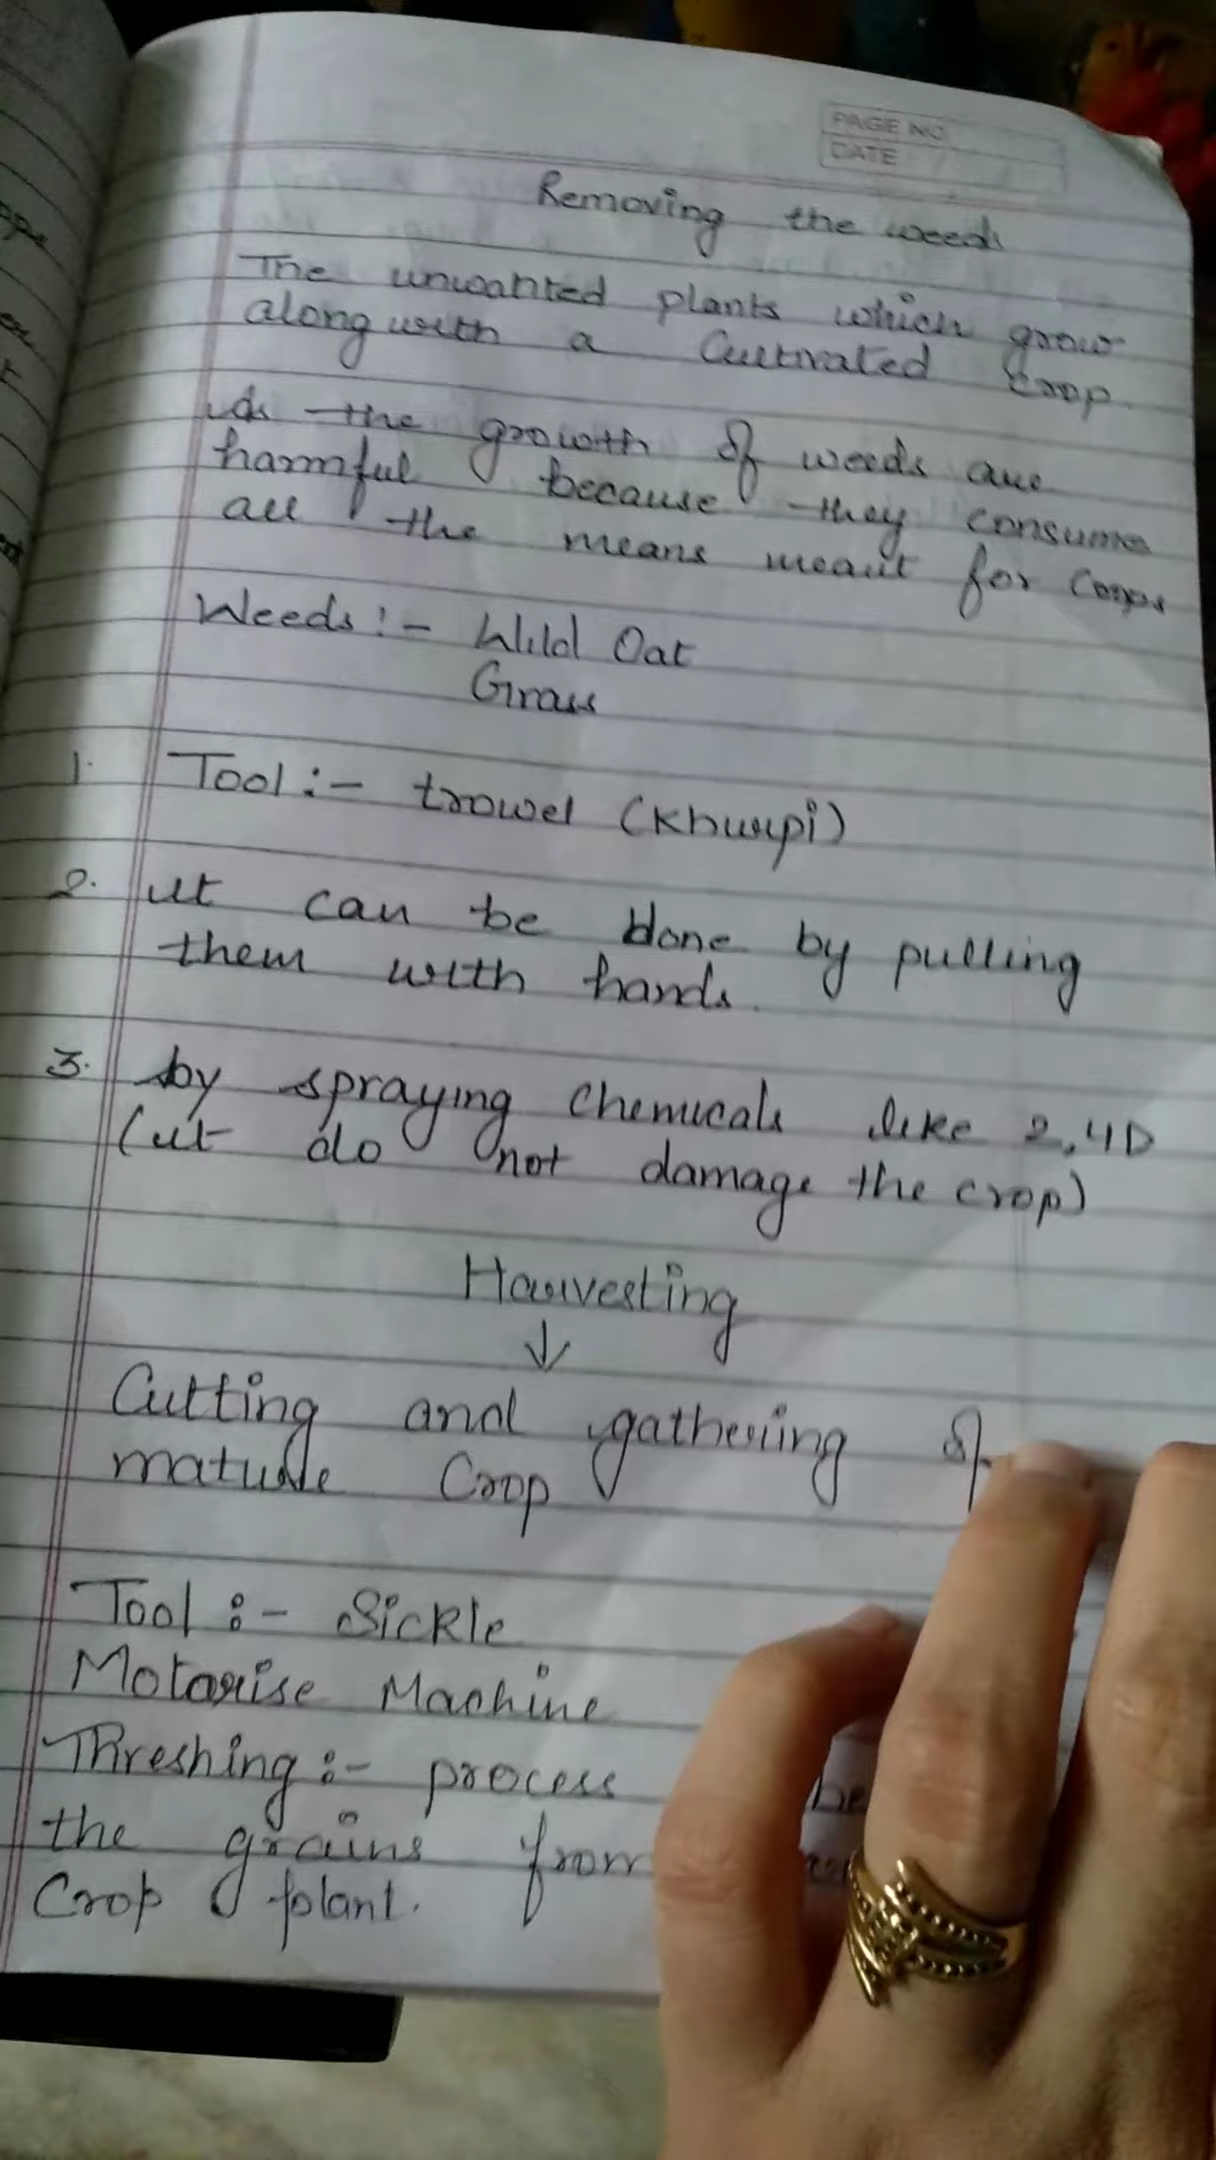 PAGE NO
DATE
Removing the weeds
The unwanted plants which grow
along with a Cultivated Crop.
As the growth of weeds are
harmful because they consume
all the means meant for
Weeds :- Wild Oat
Grass
1. Tool :- trowel (Khurpi)
2. it can be done by pulling
them with hands.
3. by spraying Chemicals like 2,4D
(it do not damage the crop)
Harvesting
↓
Cutting and gathering of
mature Crop
Tool :- Sickle
Motorise Machine
Threshing :- process
the grains from
Crop plant.